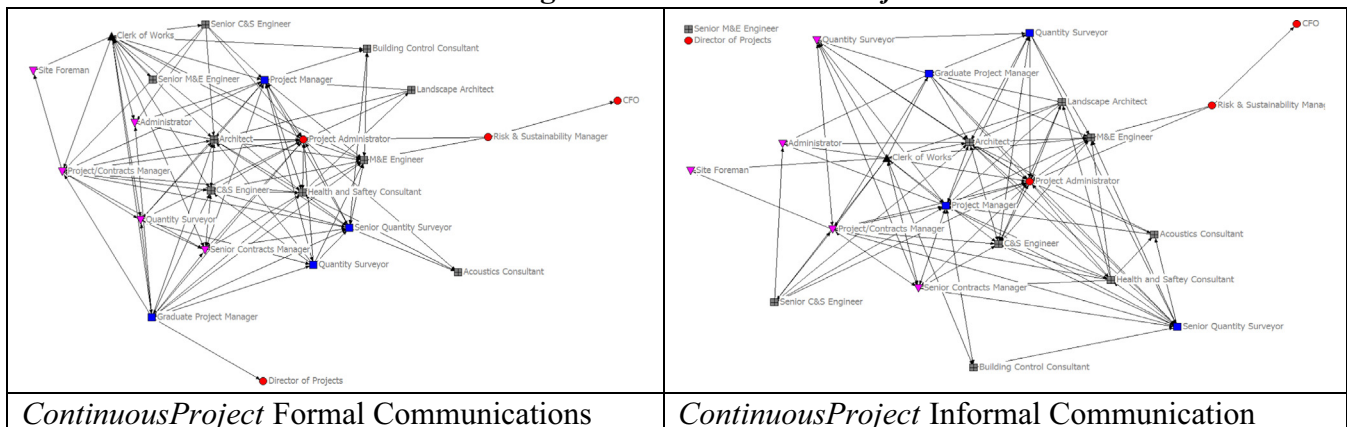 Senior C&S Engineer
Clerk of Works
Building Control Consultant
Site Foreman
Senior M&E Engineer
Project Manager
Landscape Architect
CFO
Administrator
Architect
Project Administrator
Risk & Sustainability Manager
M&E Engineer
Project/Contracts Manager
C&S Engineer
Health and Saftey Consultant
Quantity Surveyor
Senior Quantity Surveyor
Senior Contracts Manager
Quantity Surveyor
Acoustics Consultant
Graduate Project Manager
Director of Projects
ContinuousProject Formal Communications
CFO
Senior M&E Engineer
Director of Projects
Quantity Surveyor
Quantity Surveyor
Graduate Project Manager
Landscape Architect
Risk & Sustainability Manag
M&E Engineer
Administrator
Architect
Clerk of Works
Site Foreman
Project Administrator
Project Manager
Project/Contracts Manager
Acoustics Consultant
C&S Engineer
Health and Saftey Consultant
Senior Contracts Manager
Senior C&S Engineer
Senior Quantity Surveyor
Building Control Consultant
ContinuousProject Informal Communication